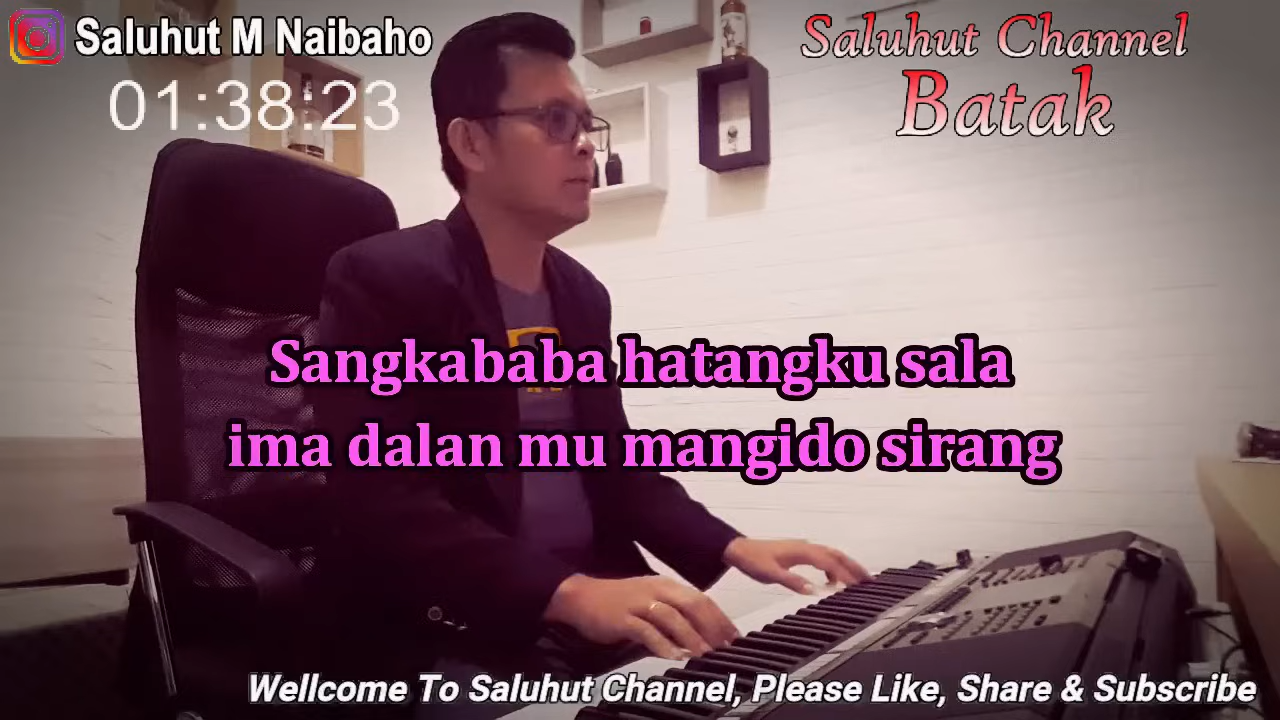 Saluhut M Naibaho
01:38:23
Saluhut Channel
Batak
Sangkababa hatangku sala
ima dalan mu mangido sirang
Wellcome To Saluhut Channel, Please Like, Share & Subscribe